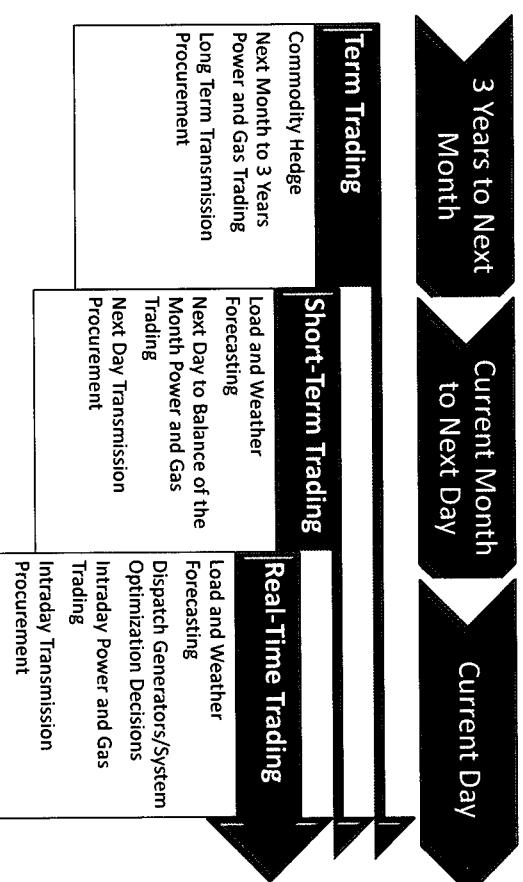 3 Years to Next
Month
Current Month
to Next Day
Current Day
Term Trading
Commodity Hedge
Next Month to 3 Years
Power and Gas Trading
Long Term Transmission
Procurement
Short-Term Trading
Load and Weather
Forecasting
Next Day to Balance of the
Month Power and Gas
Trading
Next Day Transmission
Procurement
Real-Time Trading
Load and Weather
Forecasting
Dispatch Generators/System
Optimization Decisions
Intraday Power and Gas
Trading
Intraday Transmission
Procurement